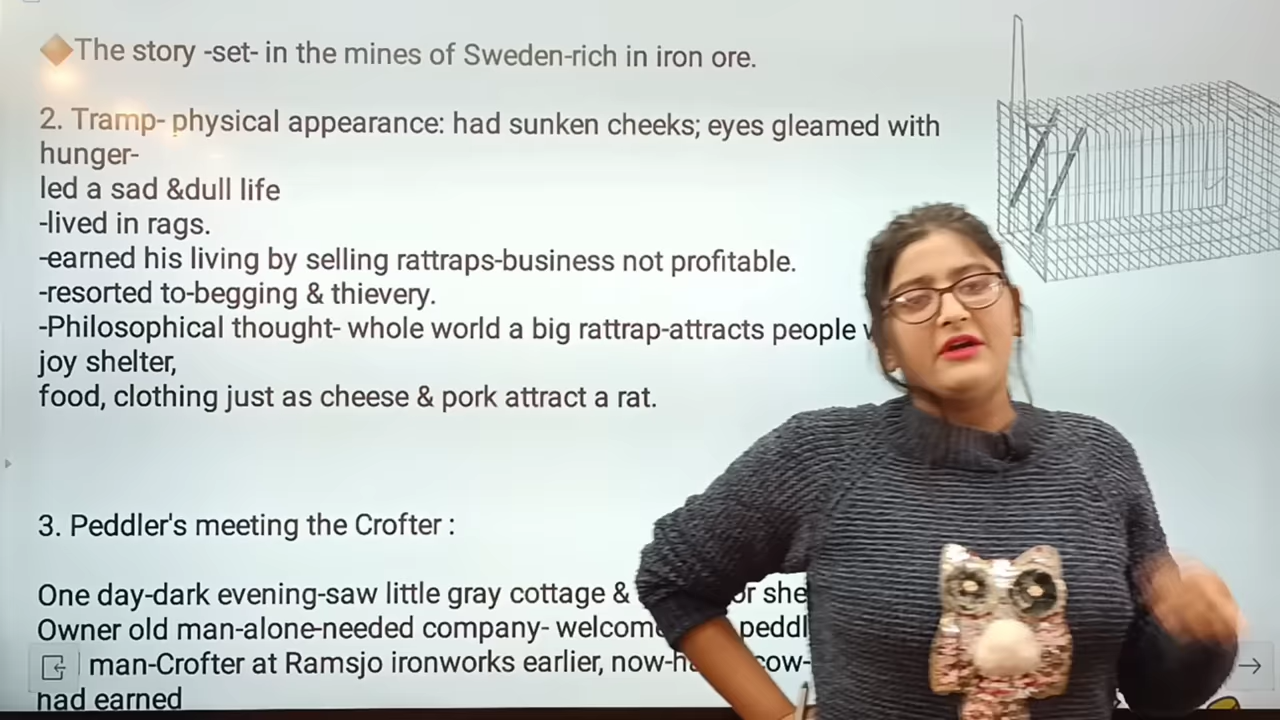 The story -set- in the mines of Sweden-rich in iron ore.
2. Tramp- physical appearance: had sunken cheeks; eyes gleamed with
hunger-
led a sad &dull life
-lived in rags.
-earned his living by selling rattraps-business not profitable.
-resorted to-begging & thievery.
-Philosophical thought- whole world a big rattrap-attracts people
joy shelter,
food, clothing just as cheese & pork attract a rat.
3. Peddler's meeting the Crofter :
One day-dark evening-saw little gray cottage &
Owner old man-alone-needed company-
man-Crofter at Ramsjo ironworks earlier,
had earned